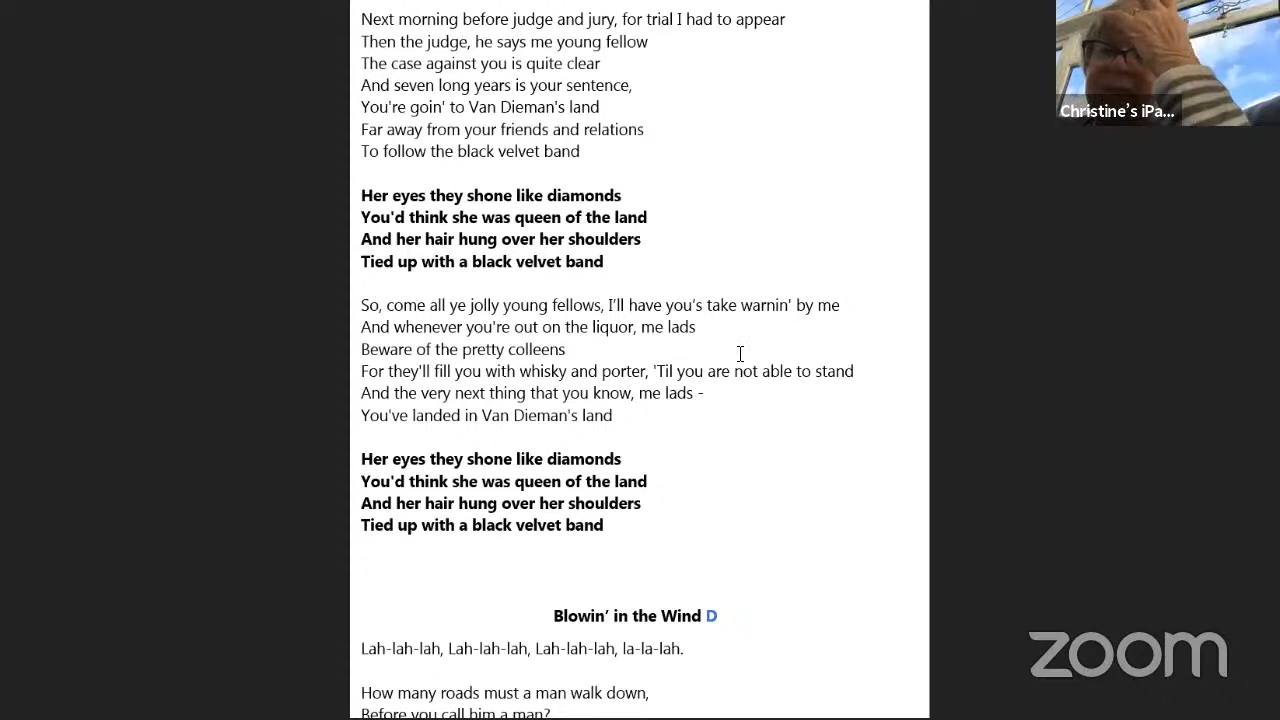 Next morning before judge and jury, for trial I had to appear
Then the judge, he says me young fellow
The case against you is quite clear
And seven long years is your sentence,
You're goin' to Van Dieman's land
Far away from your friends and relations
To follow the black velvet band
Her eyes they shone like diamonds
You'd think she was queen of the land
And her hair hung over her shoulders
Tied up with a black velvet band
So, come all ye jolly young fellows, I’ll have you’s take warnin' by me
And whenever you're out on the liquor, me lads
Beware of the pretty colleens
For they'll fill you with whisky and porter, 'Til you are not able to stand
And the very next thing that you know, me lads -
You've landed in Van Dieman's land
Her eyes they shone like diamonds
You'd think she was queen of the land
And her hair hung over her shoulders
Tied up with a black velvet band
Blowin’ in the Wind D
Lah-lah-lah, Lah-lah-lah, Lah-lah-lah, la-la-lah.
How many roads must a man walk down,
Before you call him a man?
Christine’s iPa...
zoom